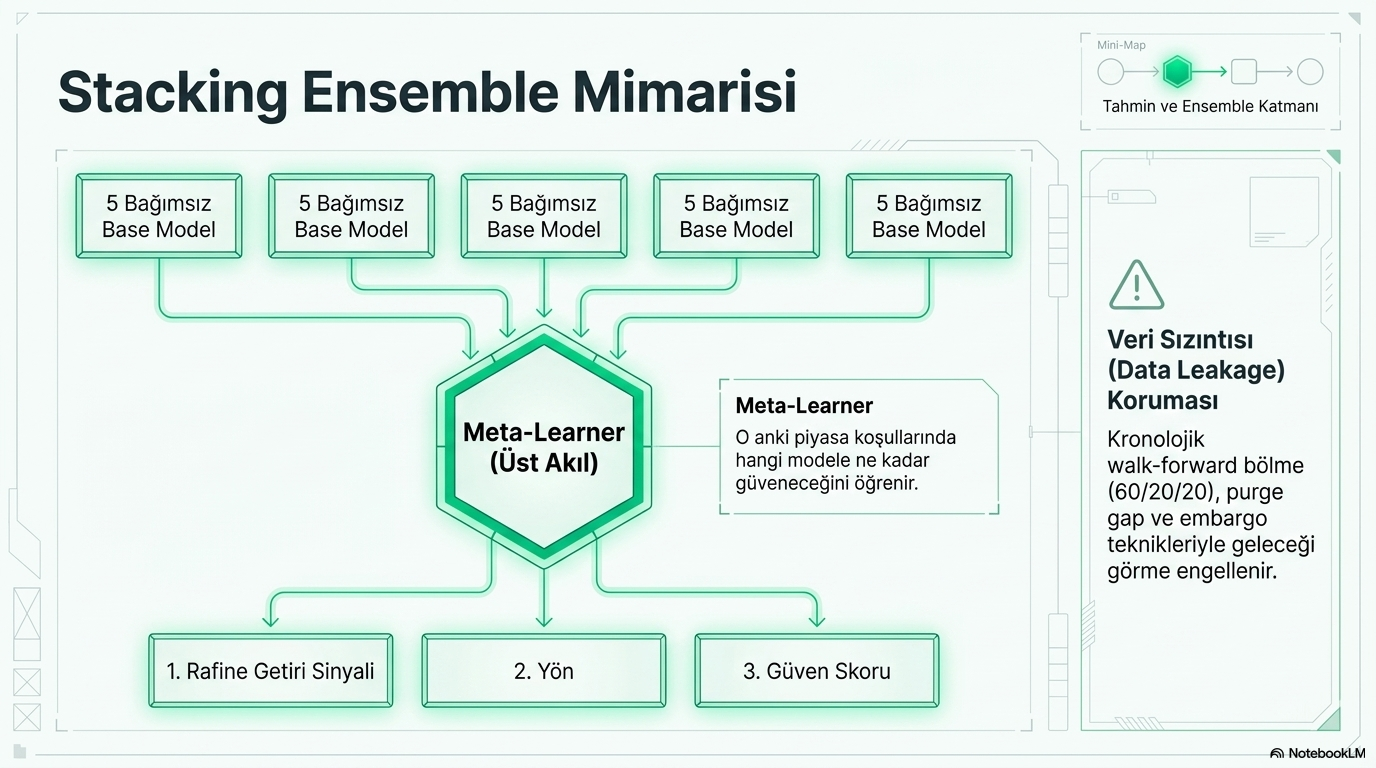 Mini-Map
Tahmin ve Ensemble Katmanı
Stacking Ensemble Mimarisi
5 Bağımsız
Base Model
5 Bağımsız
Base Model
5 Bağımsız
Base Model
5 Bağımsız
Base Model
5 Bağımsız
Base Model
Meta-Learner
(Üst Akıl)
Meta-Learner
O anki piyasa koşullarında
hangi modele ne kadar
güveneceğini öğrenir.
1. Rafine Getiri Sinyali
2. Yön
3. Güven Skoru
Veri Sızıntısı
(Data Leakage)
Koruması
Kronolojik
walk-forward bölme
(60/20/20), purge
gap ve embargo
teknikleriyle geleceği
görme engellenir.
NotebookLM